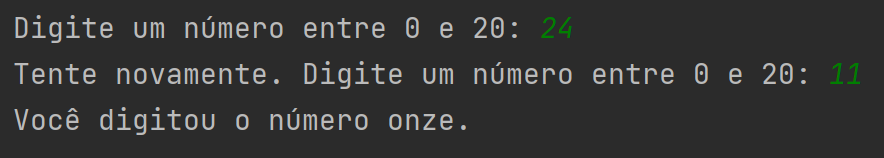 Digite um número entre 0 e 20: 24
Tente novamente. Digite um número entre 0 e 20: 11
Você digitou o número onze.